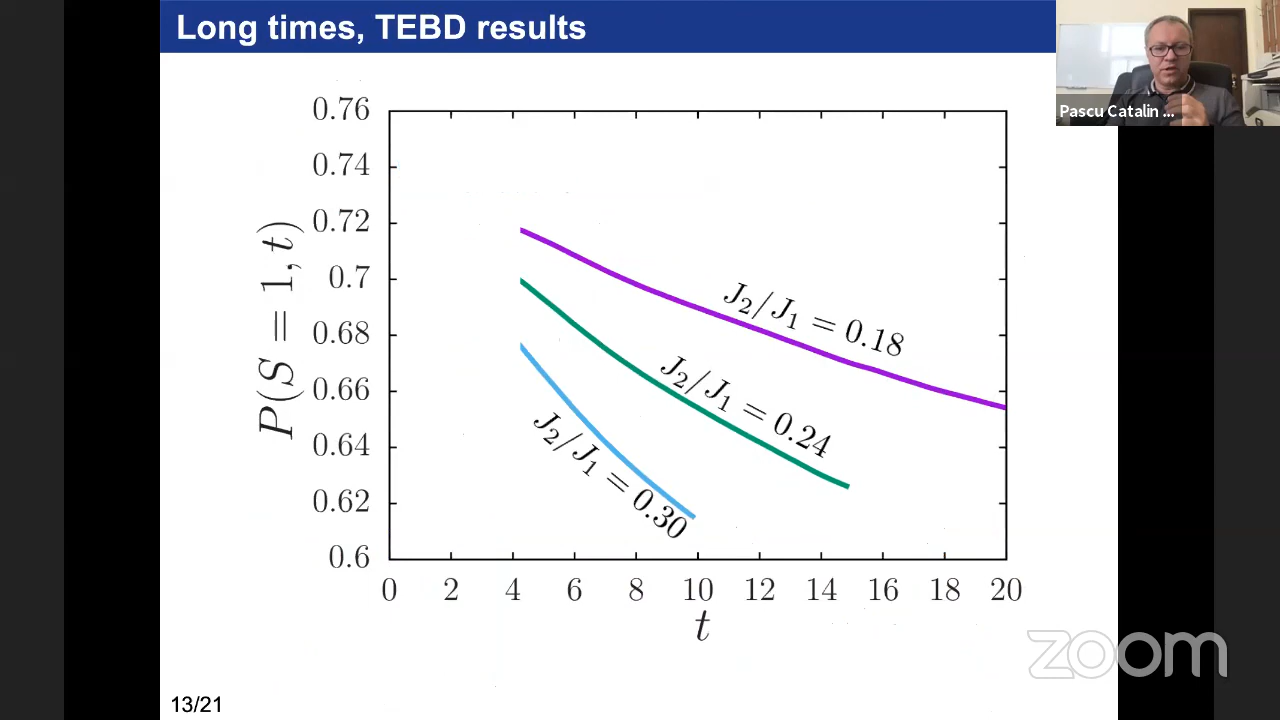 Long times, TEBD results
Pascu Catalin ...
0.76
0.74
0.72
0.7
0.68
0.66
0.64
0.62
0.6
P(S = 1, t)
J₂/J₁ = 0.18
J₂/J₁ = 0.24
J₂/J₁ = 0.30
0 2 4 6 8 10 12 14 16 18 20
t
zoom
13/21